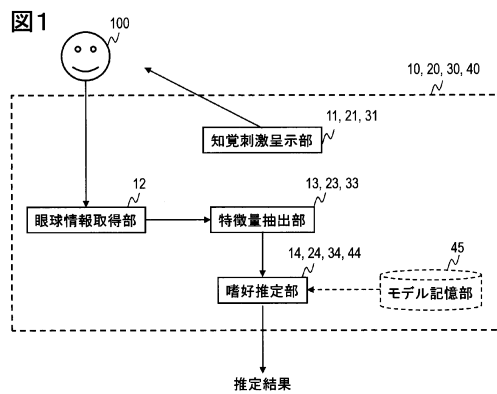 図1
100
10, 20, 30, 40
11, 21, 31
知覚刺激呈示部
12
13, 23, 33
眼球情報取得部
特徴量抽出部
14, 24, 34, 44
45
嗜好推定部
モデル記憶部
推定結果